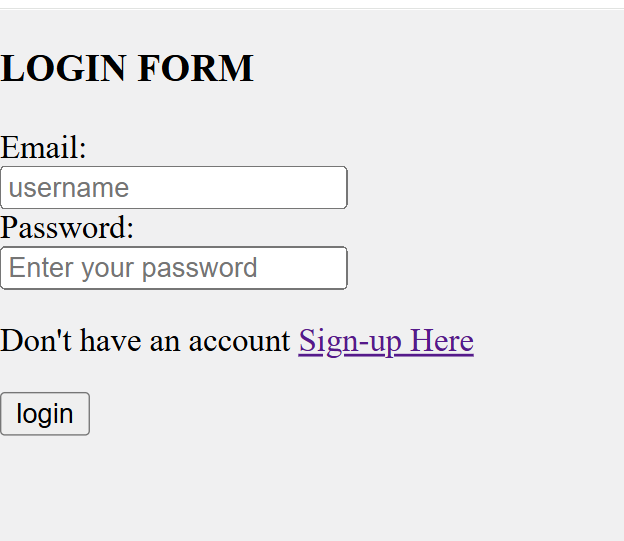 LOGIN FORM
Email:
username
Password:
Enter your password
Don't have an account Sign-up Here
login